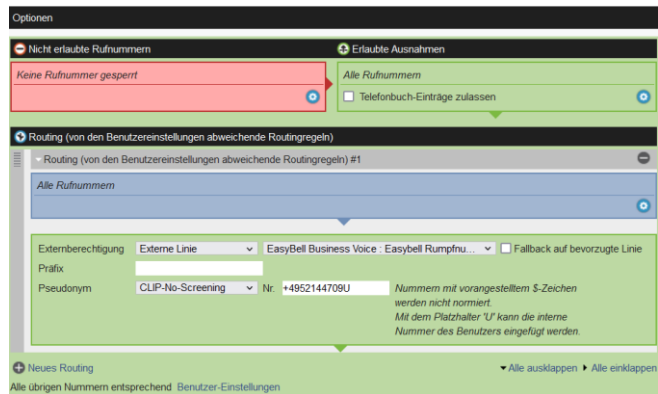 Optionen
Nicht erlaubte Rufnummern
Erlaubte Ausnahmen
Keine Rufnummer gesperrt
Alle Rufnummern
Telefonbuch-Einträge zulassen
Routing (von den Benutzereinstellungen abweichende Routingregeln)
Routing (von den Benutzereinstellungen abweichende Routingregeln) #1
Alle Rufnummern
Externberechtigung Externe Linie EasyBell Business Voice : Easybell Rumpfnu... Fallback auf bevorzugte Linie
Präfix
Pseudonym CLIP-No-Screening Nr. +4952144709U Nummern mit vorangestelltem $-Zeichen
werden nicht normiert.
Mit dem Platzhalter 'U' kann die interne
Nummer des Benutzers eingefügt werden.
Neues Routing Alle ausklappen Alle einklappen
Alle übrigen Nummern entsprechend Benutzer-Einstellungen